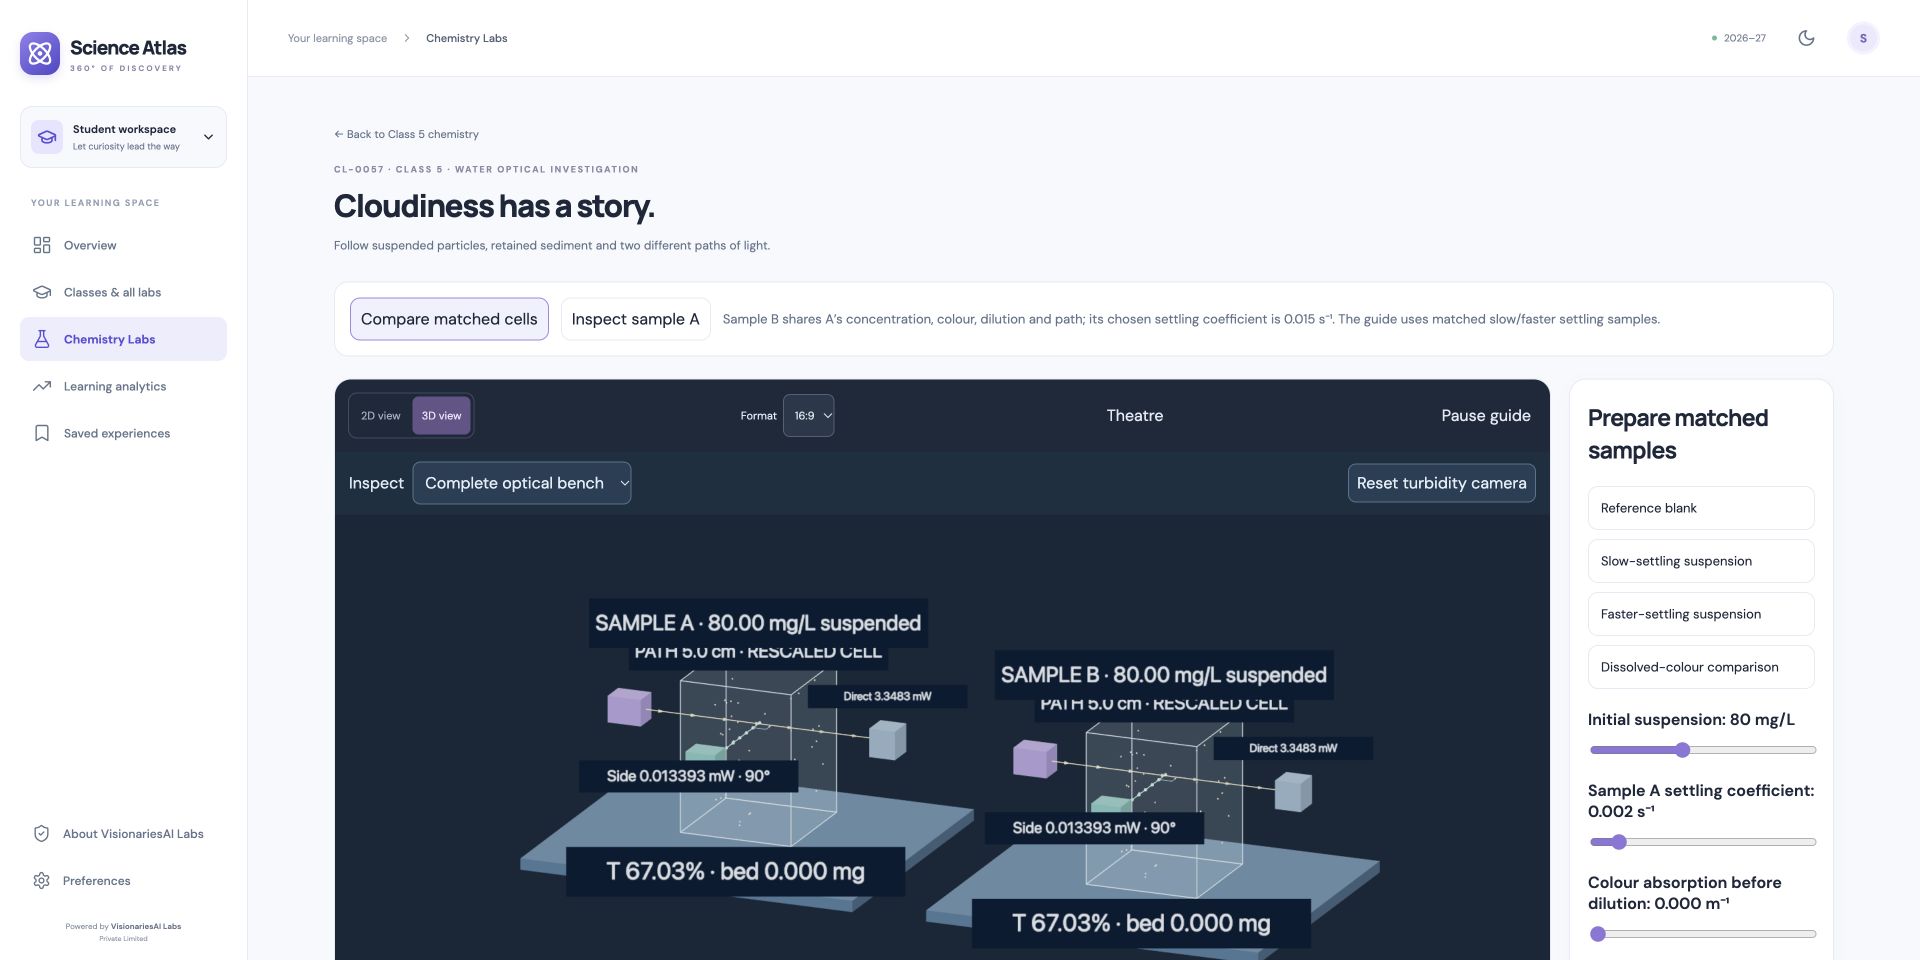 Science Atlas
360° OF DISCOVERY
Student workspace
Let curiosity lead the way
YOUR LEARNING SPACE
Overview
Classes & all labs
Chemistry Labs
Learning analytics
Saved experiences
About VisionariesAI Labs
Preferences
Powered by VisionariesAI Labs
Private Limited
Your learning space > Chemistry Labs
2026–27
S
← Back to Class 5 chemistry
CL-0057 · CLASS 5 · WATER OPTICAL INVESTIGATION
Cloudiness has a story.
Follow suspended particles, retained sediment and two different paths of light.
Compare matched cells
Inspect sample A
Sample B shares A's concentration, colour, dilution and path; its chosen settling coefficient is 0.015 s⁻¹. The guide uses matched slow/faster settling samples.
2D view
3D view
Format
16:9
Theatre
Pause guide
Inspect
Complete optical bench
Reset turbidity camera
SAMPLE A · 80.00 mg/L suspended
PATH 5.0 cm · RESCALED CELL
Direct 3.3483 mW
Side 0.013393 mW · 90°
T 67.03% · bed 0.000 mg
SAMPLE B · 80.00 mg/L suspended
PATH 5.0 cm · RESCALED CELL
Direct 3.3483 mW
Side 0.013393 mW · 90°
T 67.03% · bed 0.000 mg
Prepare matched
samples
Reference blank
Slow-settling suspension
Faster-settling suspension
Dissolved-colour comparison
Initial suspension: 80 mg/L
Sample A settling coefficient:
0.002 s⁻¹
Colour absorption before
dilution: 0.000 m⁻¹